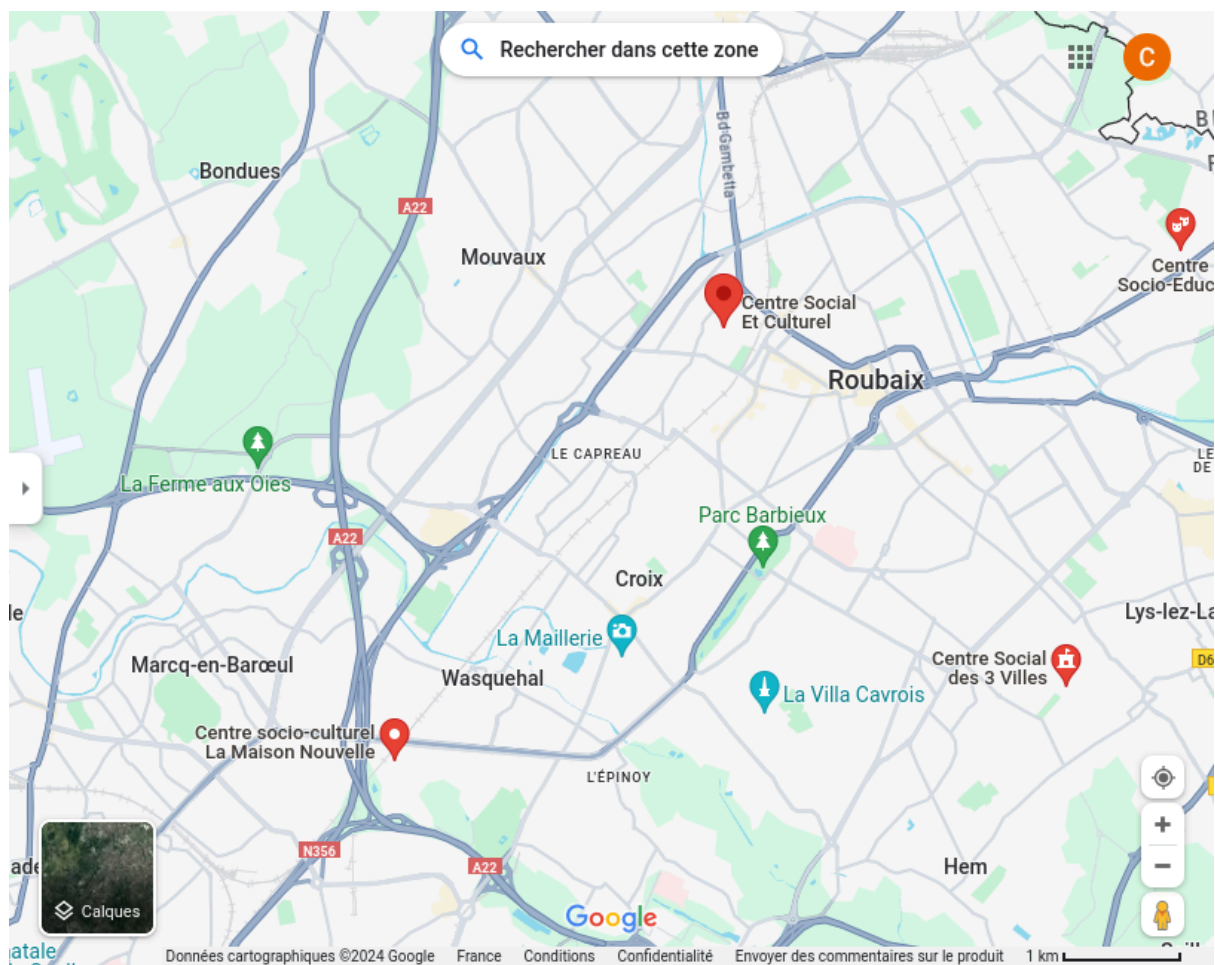 Rechercher dans cette zone
C
Bd Gambetta
Bondues
A22
Mouvaux
Centre
Socio-Educ
Centre Social
Et Culturel
Roubaix
LE CAPREAU
LE
DE
La Ferme aux Oies
Parc Barbieux
A22
Croix
Lys-lez-La
La Maillerie
Marcq-en-Barœul
Wasquehal
Centre Social
des 3 Villes
D6
La Villa Cavrois
Centre socio-culturel
La Maison Nouvelle
L'ÉPINOY
N356
A22
Hem
Calques
Google
Données cartographiques ©2024 Google France Conditions Confidentialité Envoyer des commentaires sur le produit 1 km